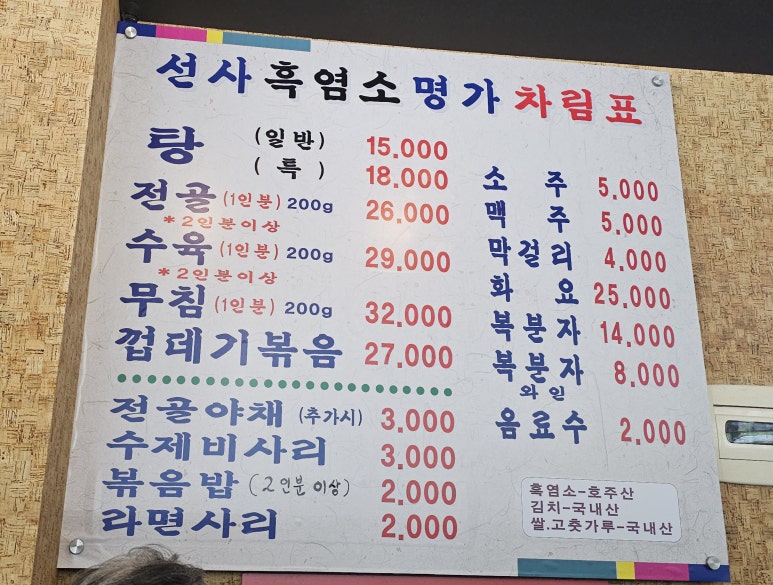 선사흑염소명가 차림표
탕 (일반) 15.000
(특) 18.000
전골 (1인분) 200g 26.000
*2인분이상
수육 (1인분) 200g 29.000
*2인분이상
무침 (1인분) 200g 32.000
껍데기볶음 27.000
전골야채 (추가시) 3.000
수제비사리 3.000
볶음밥 (2인분이상) 2.000
라면사리 2.000
소주 5.000
맥주 5.000
막걸리 4.000
화요 25.000
복분자 14.000
복분자 8.000
와인
음료수 2.000
흑염소-호주산
김치-국내산
쌀.고춧가루-국내산